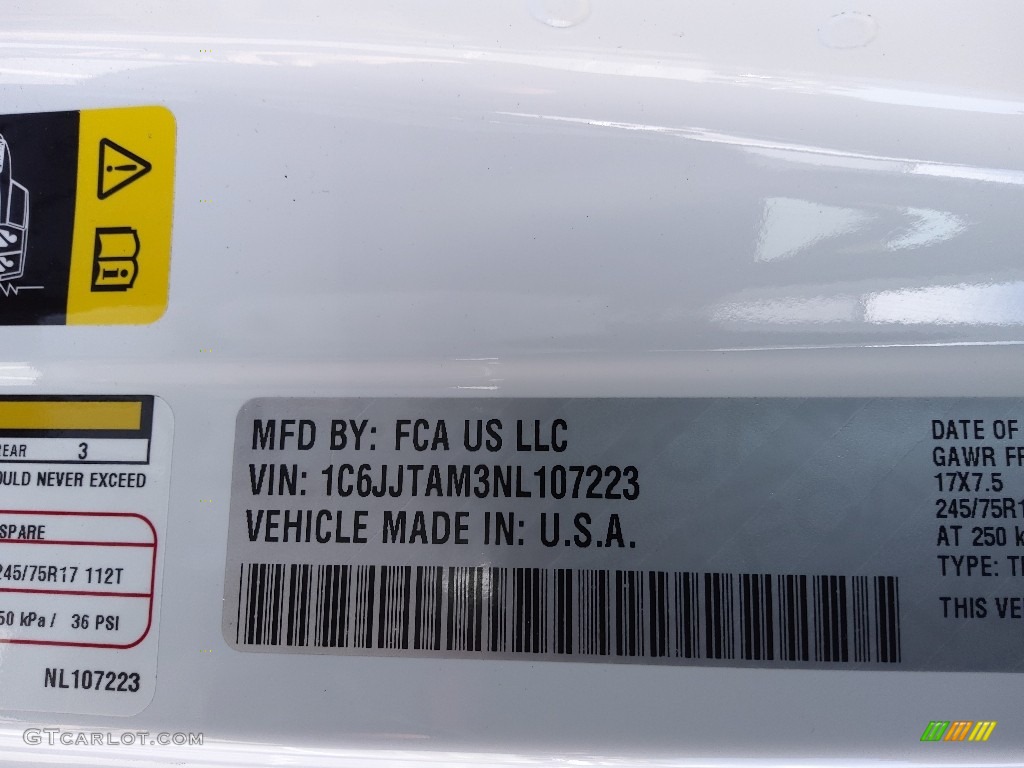 REAR 3
OULD NEVER EXCEED
SPARE
245/75R17 112T
50 kPa / 36 PSI
NL107223
MFD BY: FCA US LLC
VIN: 1C6JJTAM3NL107223
VEHICLE MADE IN: U.S.A.
DATE OF
GAWR FR
17X7.5
245/75R1
AT 250 k
TYPE: T
THIS VE
GTCarlot.com